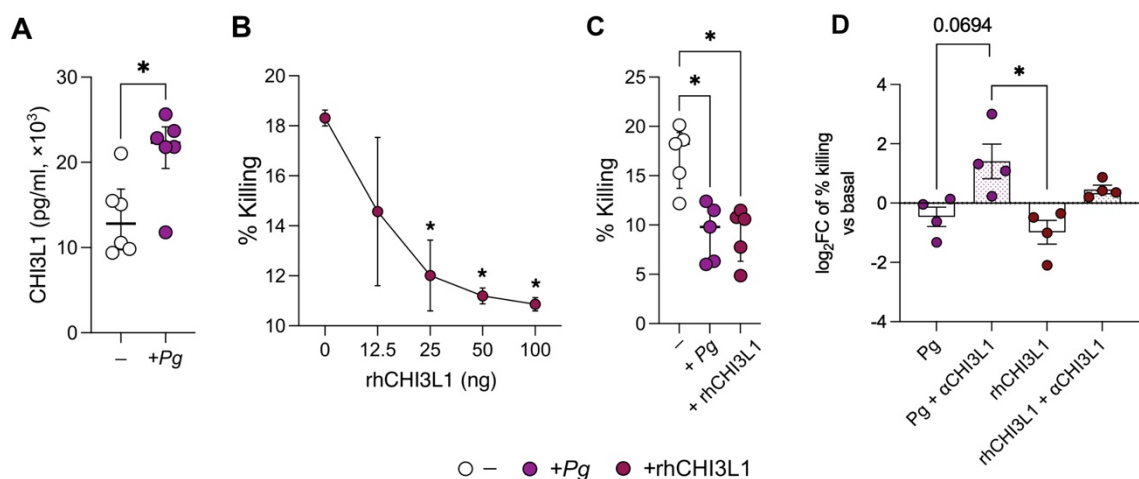 A
CHI3L1 (pg/ml, ×10³)
30
20
10
0
*
–
+Pg
B
% Killing
20
18
16
14
12
10
*
*
*
0
12.5
25
50
100
rhCHI3L1 (ng)
C
% Killing
25
20
15
10
5
0
*
*
–
+ Pg
+ rhCHI3L1
D
log₂FC of % killing
vs basal
4
2
0
-2
-4
0.0694
*
Pg
Pg + αCHI3L1
rhCHI3L1
rhCHI3L1 + αCHI3L1
– +Pg +rhCHI3L1